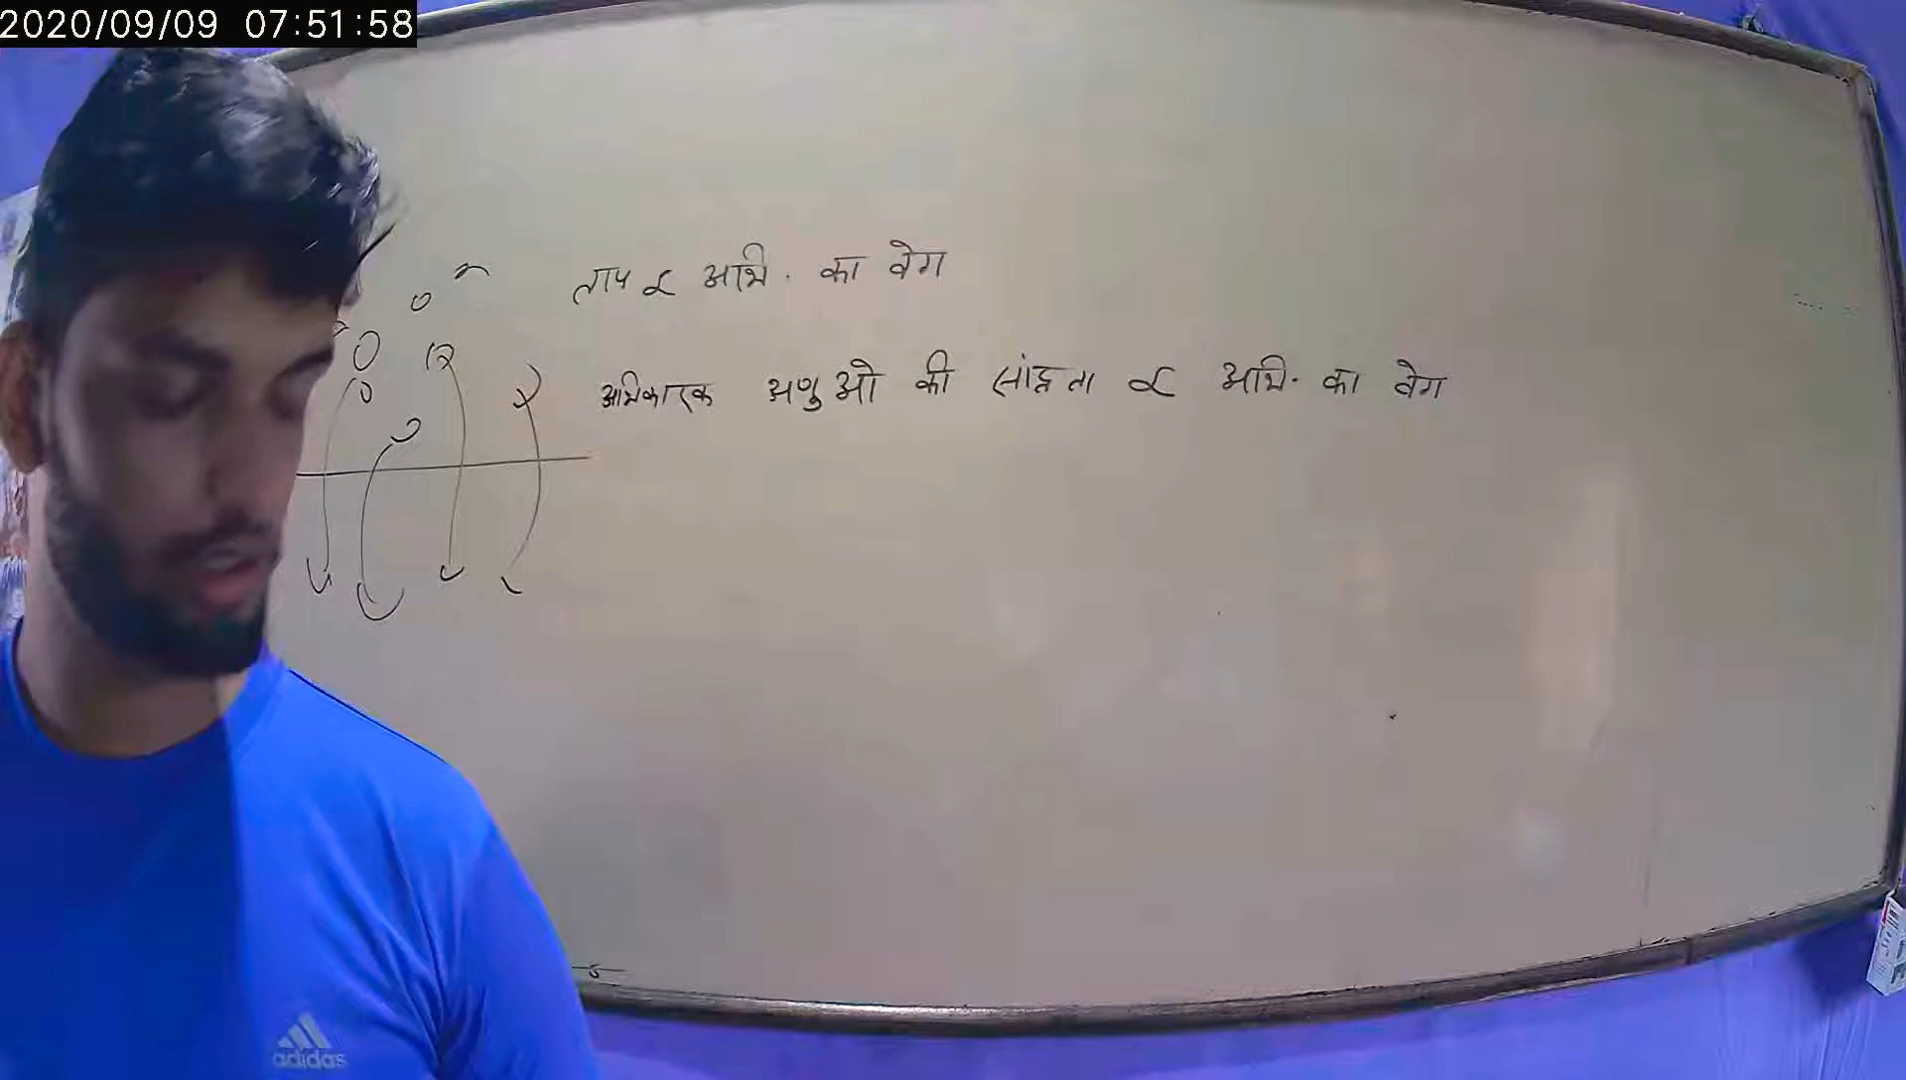 2020/09/09 07:51:58
ताप ∝ अभि. का वेग
अभिकारक अणुओ की सांद्रता ∝ अभि. का वेग
adidas